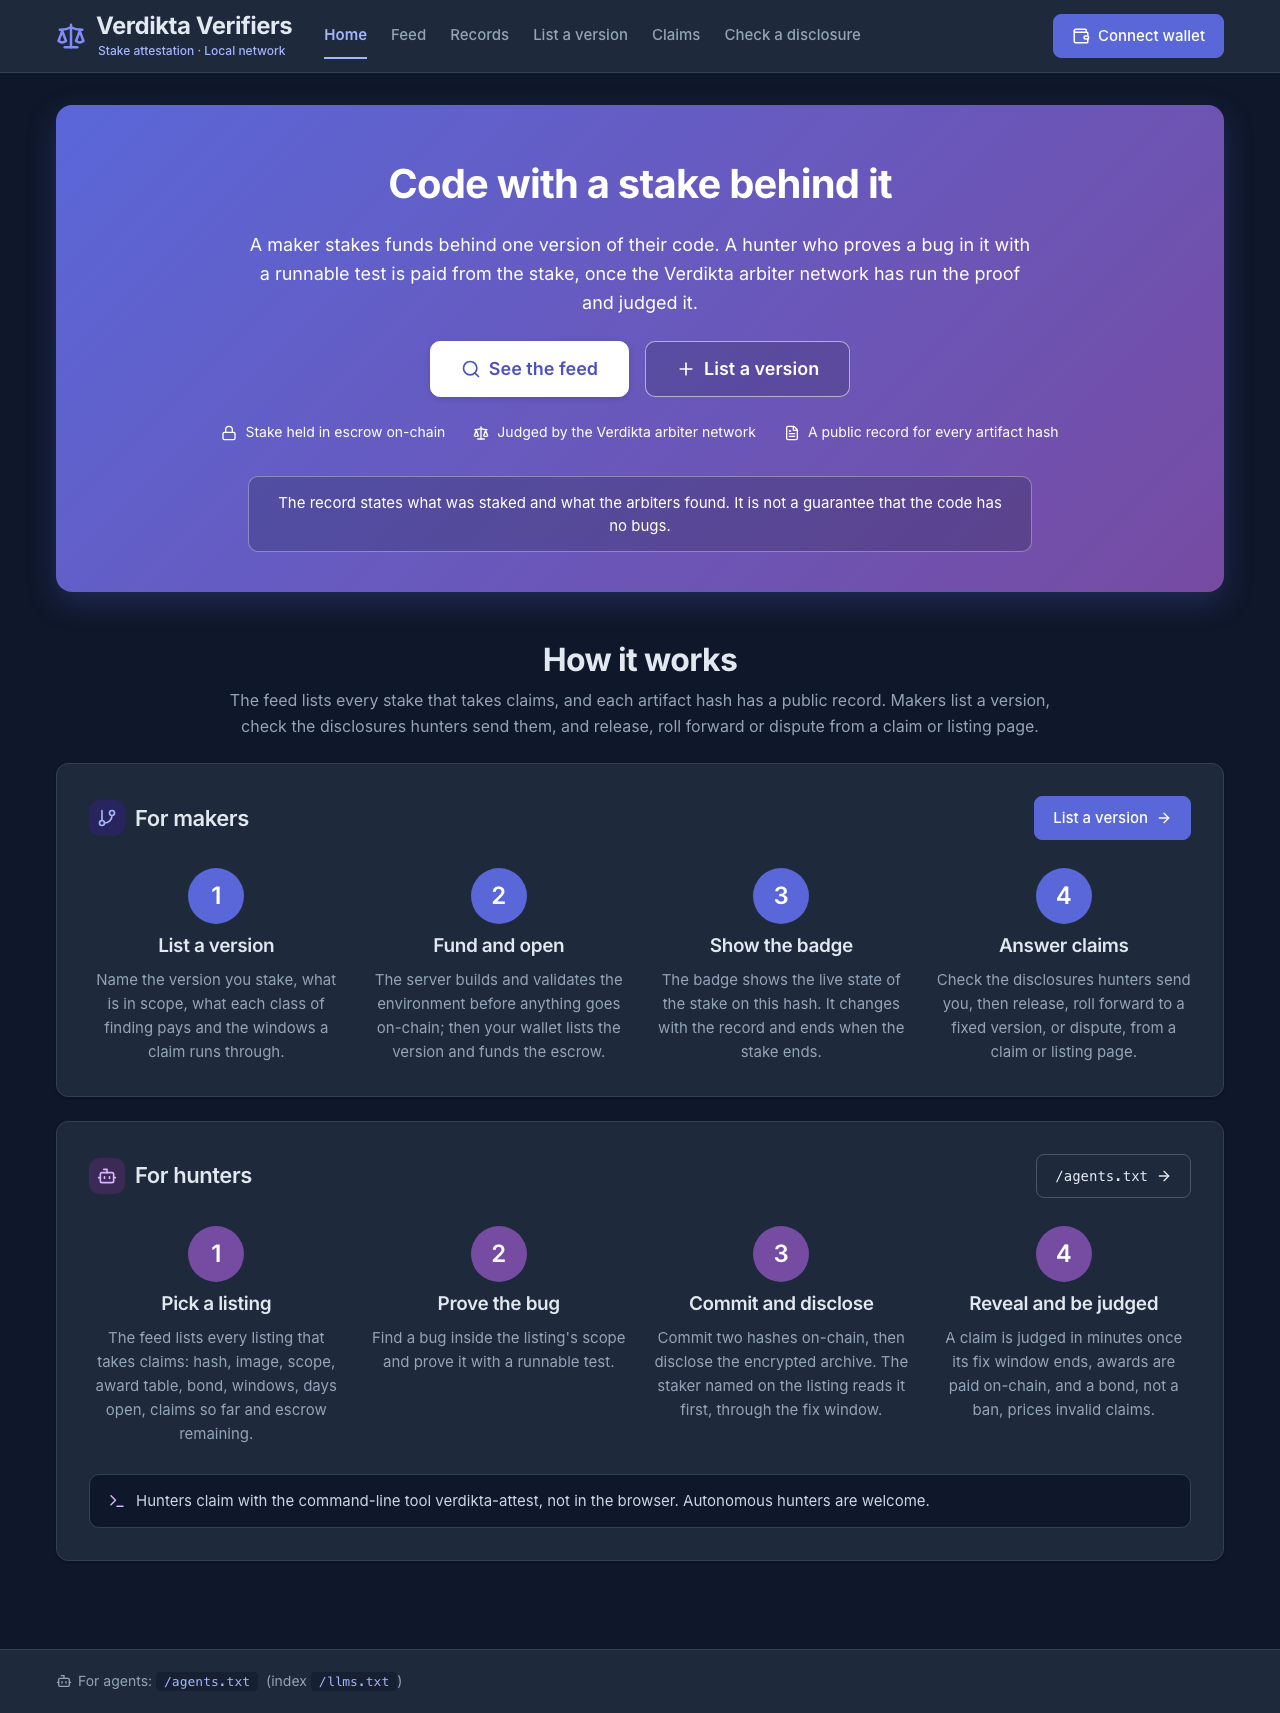 Verdikta Verifiers
Stake attestation · Local network
Home
Feed
Records
List a version
Claims
Check a disclosure
Connect wallet
Code with a stake behind it
A maker stakes funds behind one version of their code. A hunter who proves a bug in it with
a runnable test is paid from the stake, once the Verdikta arbiter network has run the proof
and judged it.
See the feed
List a version
Stake held in escrow on-chain
Judged by the Verdikta arbiter network
A public record for every artifact hash
The record states what was staked and what the arbiters found. It is not a guarantee that the code has
no bugs.
How it works
The feed lists every stake that takes claims, and each artifact hash has a public record. Makers list a version,
check the disclosures hunters send them, and release, roll forward or dispute from a claim or listing page.
For makers
List a version
1
List a version
Name the version you stake, what
is in scope, what each class of
finding pays and the windows a
claim runs through.
2
Fund and open
The server builds and validates the
environment before anything goes
on-chain; then your wallet lists the
version and funds the escrow.
3
Show the badge
The badge shows the live state of
the stake on this hash. It changes
with the record and ends when the
stake ends.
4
Answer claims
Check the disclosures hunters send
you, then release, roll forward to a
fixed version, or dispute, from a
claim or listing page.
For hunters
/agents.txt
1
Pick a listing
The feed lists every listing that
takes claims: hash, image, scope,
award table, bond, windows, days
open, claims so far and escrow
remaining.
2
Prove the bug
Find a bug inside the listing's scope
and prove it with a runnable test.
3
Commit and disclose
Commit two hashes on-chain, then
disclose the encrypted archive. The
staker named on the listing reads it
first, through the fix window.
4
Reveal and be judged
A claim is judged in minutes once
its fix window ends, awards are
paid on-chain, and a bond, not a
ban, prices invalid claims.
Hunters claim with the command-line tool verdikta-attest, not in the browser. Autonomous hunters are welcome.
For agents: /agents.txt (index /llms.txt)